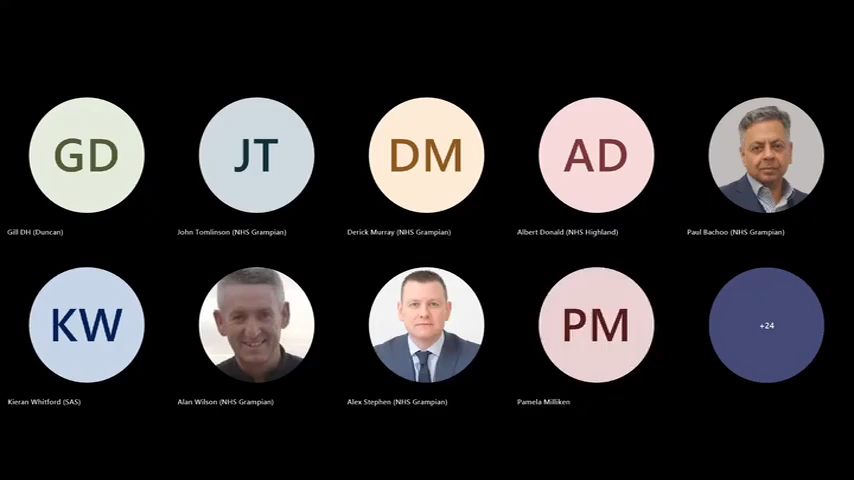 GD
JT
DM
AD
Gill DH (Duncan)
John Tomlinson (NHS Grampian)
Derick Murray (NHS Grampian)
Albert Donald (NHS Highland)
Paul Bachoo (NHS Grampian)
KW
PM
+24
Kieran Whitford (SAS)
Alan Wilson (NHS Grampian)
Alex Stephen (NHS Grampian)
Pamela Milliken